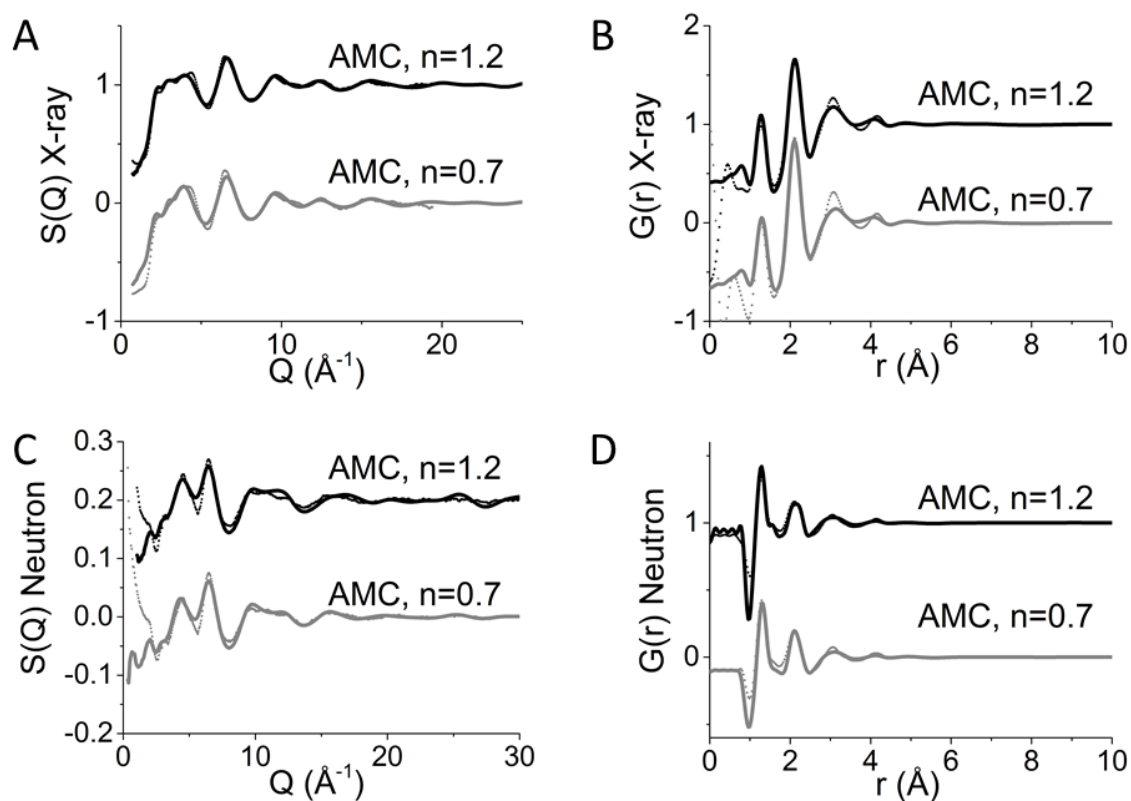 A
S(Q) X-ray
1
0
-1
AMC, n=1.2
AMC, n=0.7
0
10
20
Q (Å⁻¹)
B
G(r) X-ray
2
1
0
-1
AMC, n=1.2
AMC, n=0.7
0
2
4
6
8
10
r (Å)
C
S(Q) Neutron
0.3
0.2
0.1
0.0
-0.1
-0.2
AMC, n=1.2
AMC, n=0.7
0
10
20
30
Q (Å⁻¹)
D
G(r) Neutron
1
0
AMC, n=1.2
AMC, n=0.7
0
2
4
6
8
10
r (Å)